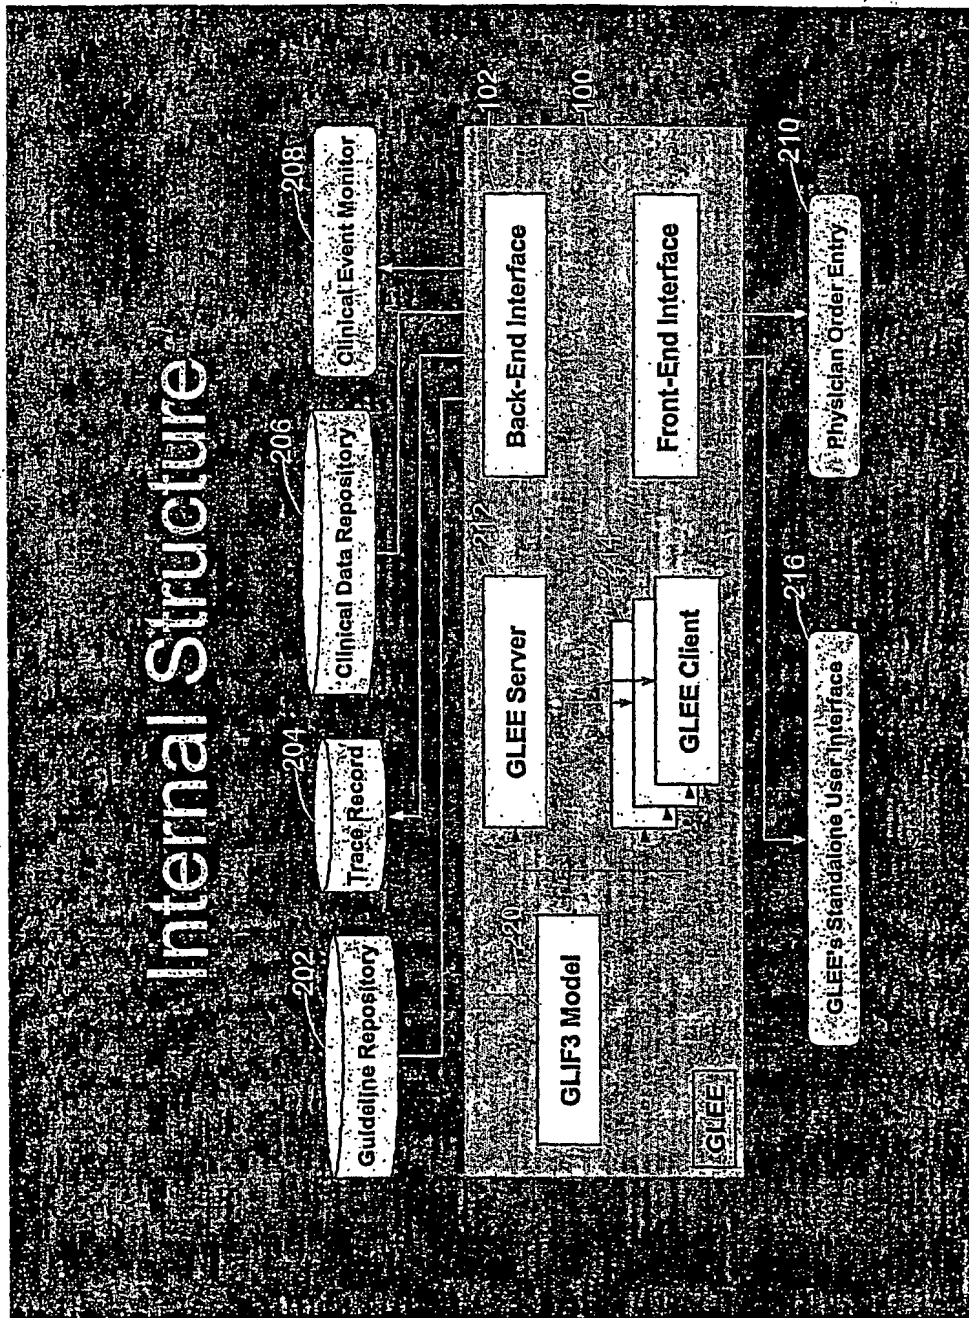 Internal Structure
202
204
206
208
Guideline Repository
Trace Record
Clinical Data Repository
Clinical Event Monitor
102
220
212
GLIF3 Model
GLEE Server
Back-End Interface
100
214
GLEE Client
Front-End Interface
GLEE
216
210
GLEE's Standalone User Interface
Physician Order Entry